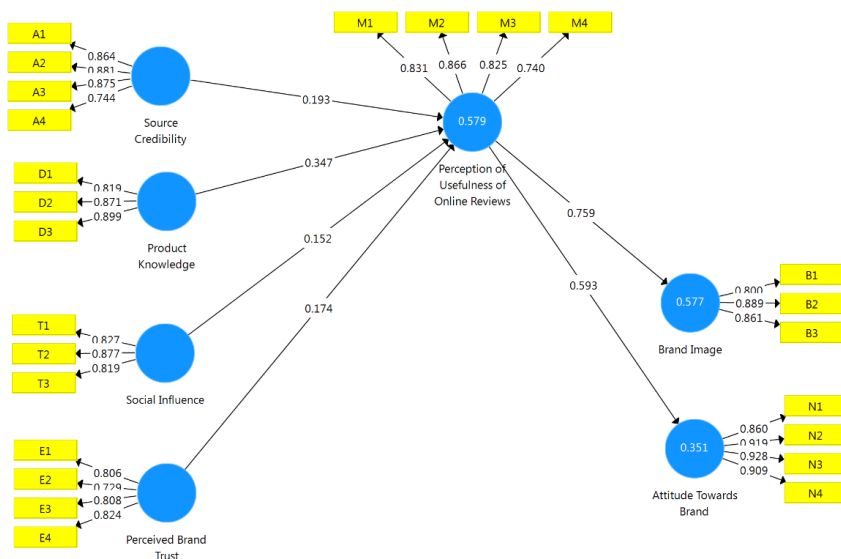 M1
M2
M3
M4
0.831
0.866
0.825
0.740
A1
A2
A3
A4
0.864
0.881
0.875
0.744
Source
Credibility
0.193
0.579
Perception of
Usefulness of
Online Reviews
D1
D2
D3
0.819
0.871
0.899
Product
Knowledge
0.347
T1
T2
T3
0.827
0.877
0.819
Social Influence
0.152
E1
E2
E3
E4
0.806
0.729
0.808
0.824
Perceived Brand
Trust
0.174
0.759
0.593
0.577
Brand Image
0.800
0.889
0.861
B1
B2
B3
0.351
Attitude Towards
Brand
0.860
0.919
0.928
0.909
N1
N2
N3
N4